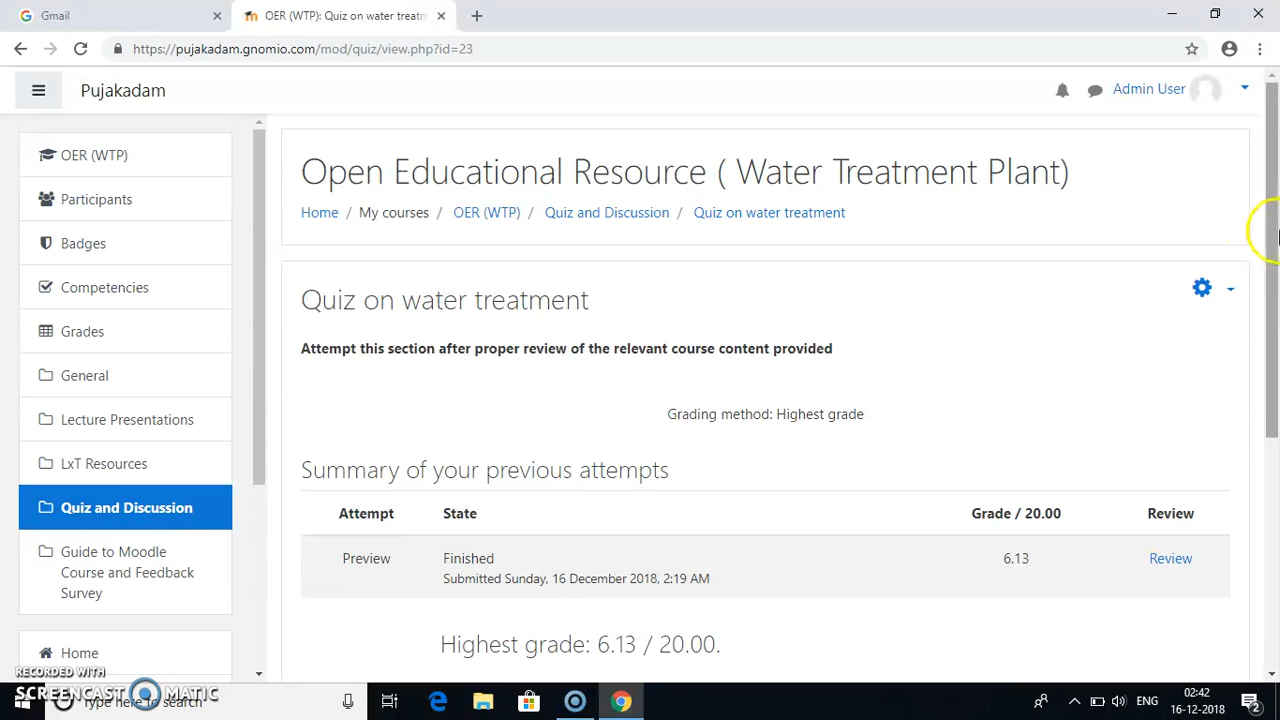 Gmail
OER (WTP): Quiz on water treatm
https://pujakadam.gnomio.com/mod/quiz/view.php?id=23
Pujakadam
Admin User
OER (WTP)
Participants
Badges
Competencies
Grades
General
Lecture Presentations
LxT Resources
Quiz and Discussion
Guide to Moodle
Course and Feedback
Survey
Home
Open Educational Resource ( Water Treatment Plant)
Home / My courses / OER (WTP) / Quiz and Discussion / Quiz on water treatment
Quiz on water treatment
Attempt this section after proper review of the relevant course content provided
Grading method: Highest grade
Summary of your previous attempts
Attempt State Grade / 20.00 Review
Preview Finished 6.13 Review
Submitted Sunday, 16 December 2018, 2:19 AM
Highest grade: 6.13 / 20.00.
RECORDED WITH
SCREENCAST MATIC
Type here to search
ENG
02:42
16-12-2018
2